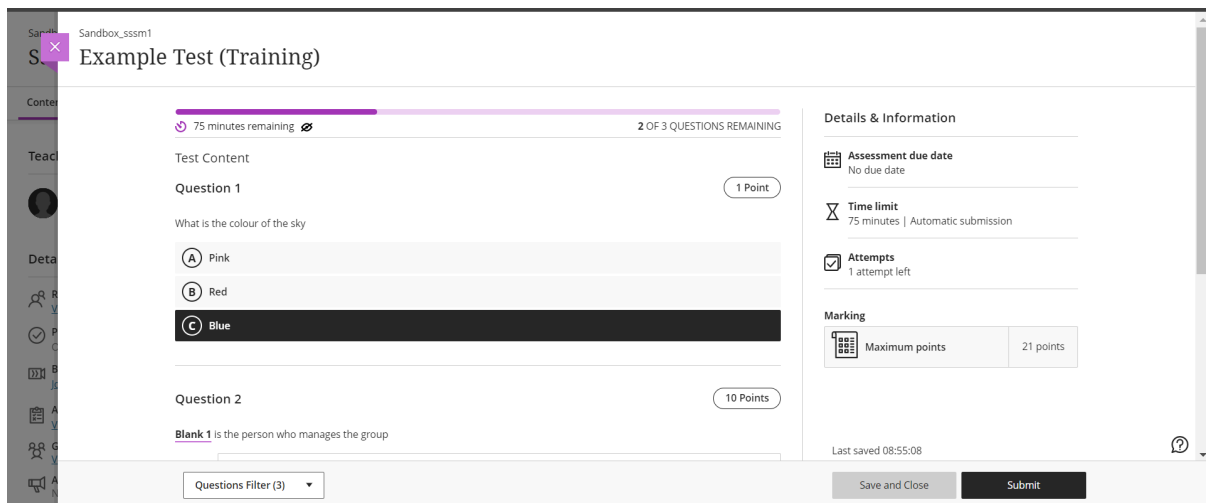 Sandbox_sssm1
Example Test (Training)
Conten
75 minutes remaining
2 OF 3 QUESTIONS REMAINING
Test Content
Question 1
1 Point
What is the colour of the sky
A Pink
B Red
C Blue
Question 2
10 Points
Blank 1 is the person who manages the group
Details & Information
Assessment due date
No due date
Time limit
75 minutes | Automatic submission
Attempts
1 attempt left
Marking
Maximum points
21 points
Last saved 08:55:08
Questions Filter (3)
Save and Close
Submit